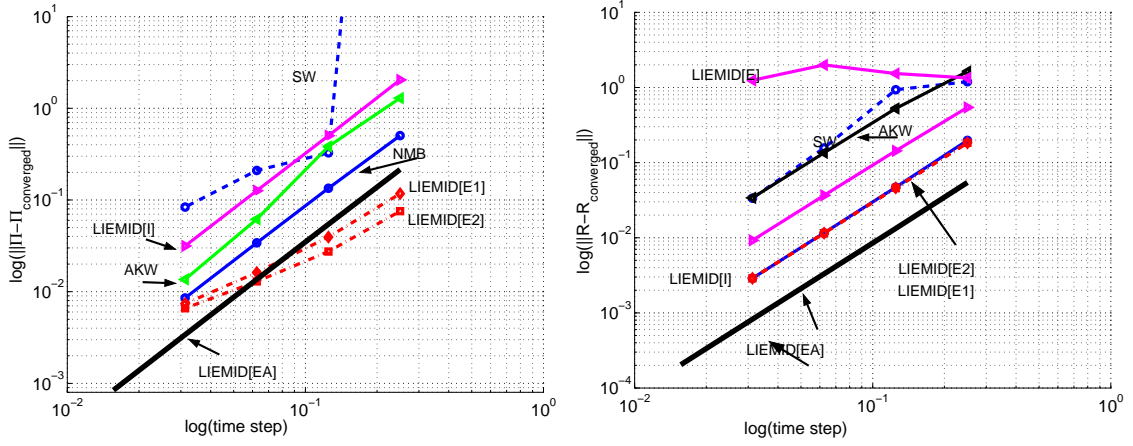 10^1
10^0
10^-1
10^-2
10^-3
10^-2
10^-1
10^0
log(time step)
log(||Π−Π_converged||)
SW
NMB
LIEMID[E1]
LIEMID[E2]
LIEMID[I]
AKW
LIEMID[EA]
10^1
10^0
10^-1
10^-2
10^-3
10^-4
10^-2
10^-1
10^0
log(time step)
log(||R−R_converged||)
LIEMID[E]
SW
AKW
LIEMID[I]
LIEMID[E2]
LIEMID[E1]
LIEMID[EA]